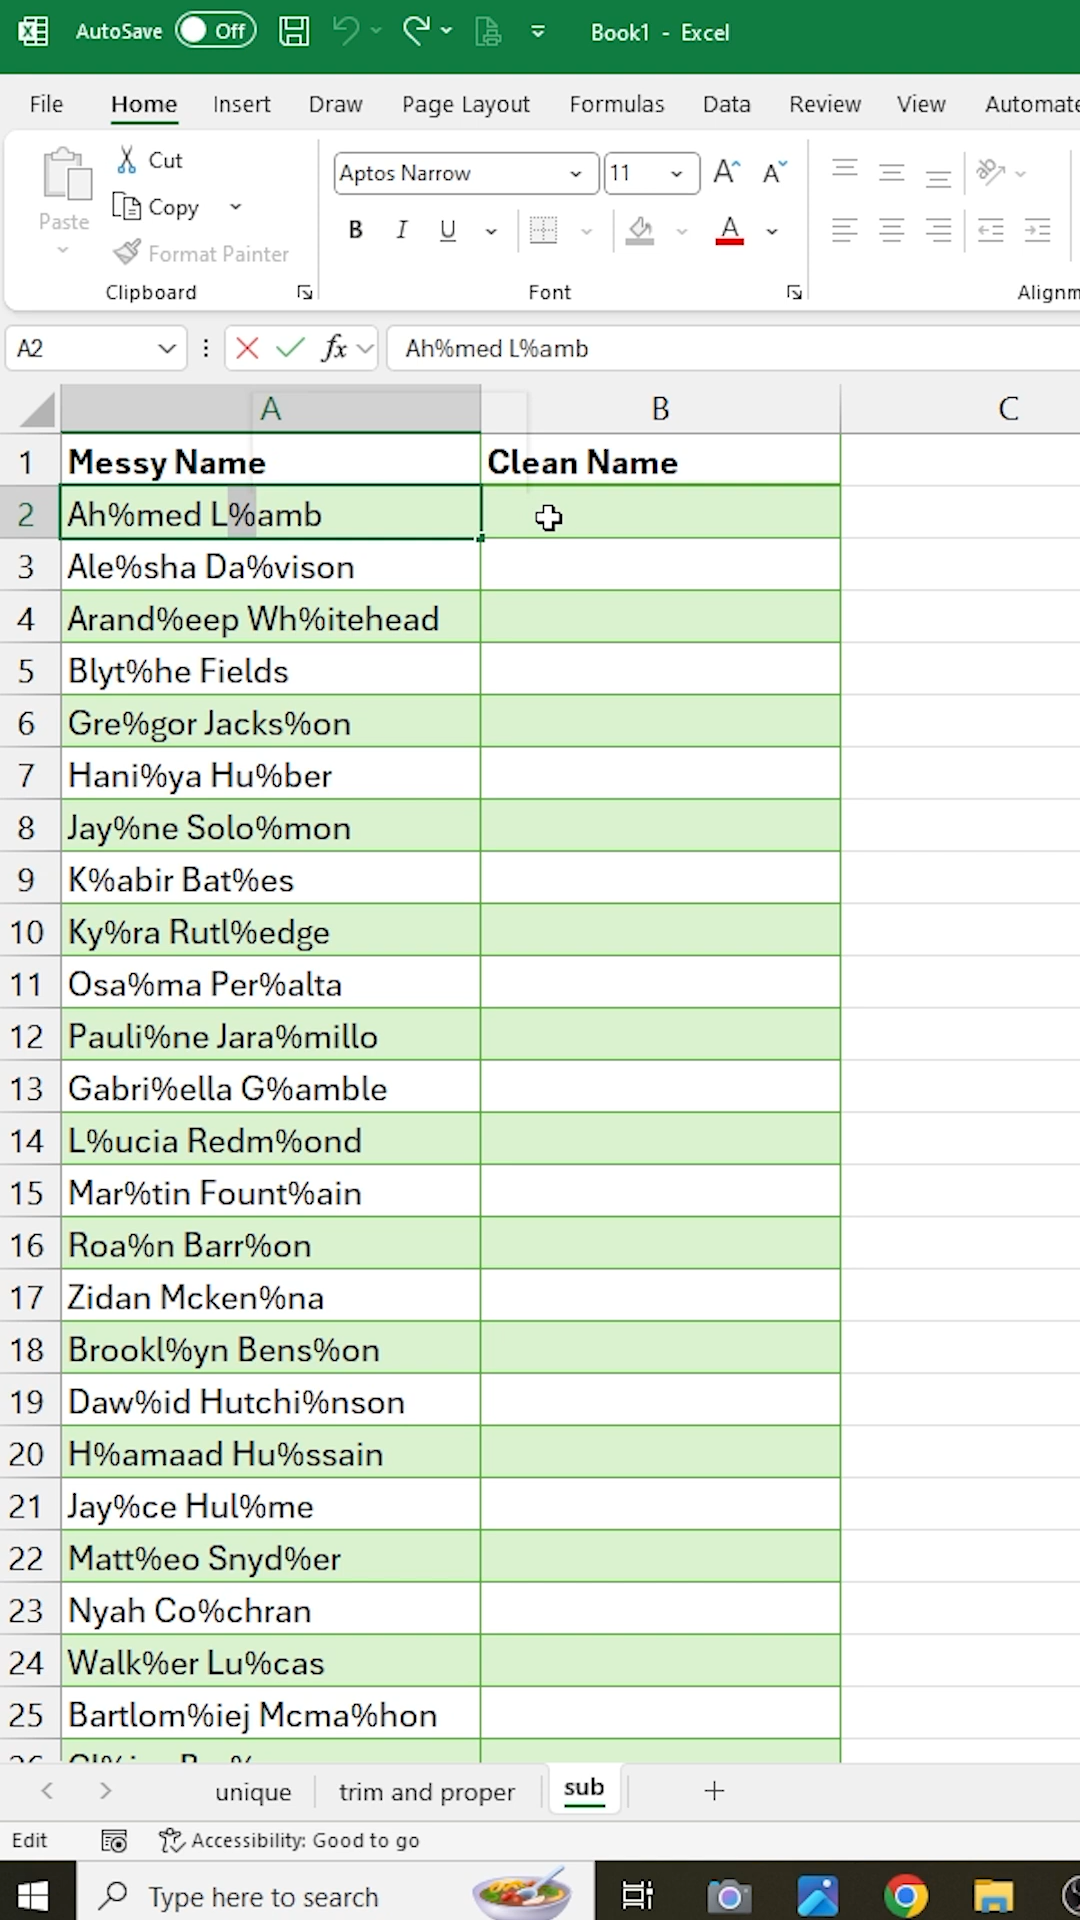 AutoSave Off Book1 - Excel
File Home Insert Draw Page Layout Formulas Data Review View Automate
Paste Cut Copy Format Painter
Aptos Narrow 11
B I U A
Clipboard Font Alignm
A2 fx Ah%med L%amb
A B C
1 Messy Name Clean Name
2 Ah%med L%amb
3 Ale%sha Da%vison
4 Arand%eep Wh%itehead
5 Blyt%he Fields
6 Gre%gor Jacks%on
7 Hani%ya Hu%ber
8 Jay%ne Solo%mon
9 K%abir Bat%es
10 Ky%ra Rutl%edge
11 Osa%ma Per%alta
12 Pauli%ne Jara%millo
13 Gabri%ella G%amble
14 L%ucia Redm%ond
15 Mar%tin Fount%ain
16 Roa%n Barr%on
17 Zidan Mcken%na
18 Brookl%yn Bens%on
19 Daw%id Hutchi%nson
20 H%amaad Hu%ssain
21 Jay%ce Hul%me
22 Matt%eo Snyd%er
23 Nyah Co%chran
24 Walk%er Lu%cas
25 Bartlom%iej Mcma%hon
unique trim and proper sub
Edit Accessibility: Good to go
Type here to search